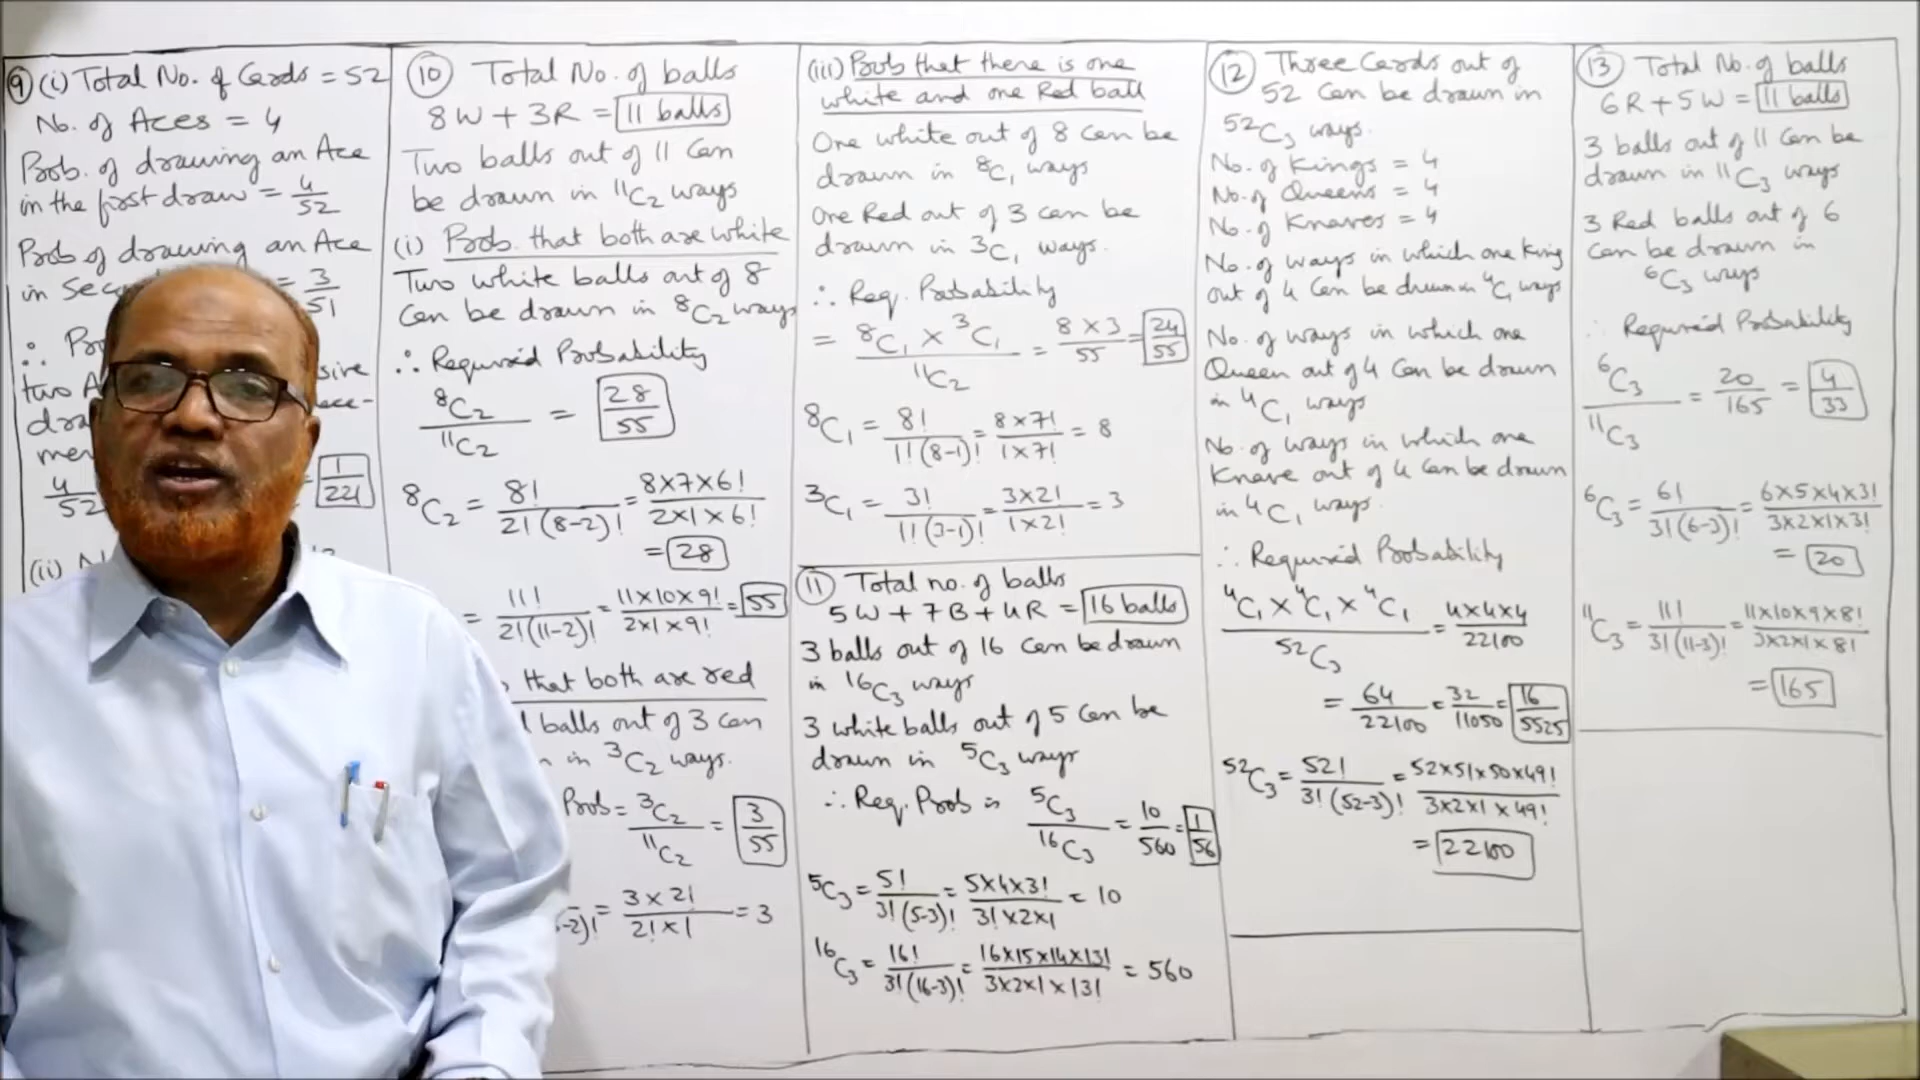 9 (i) Total No. of Cards = 52
No. of Aces = 4
Prob. of drawing an Ace
in the first draw = 4/52
Prob of drawing an Ace
in Sec = 3/51
∴ Pro
two A sive
dra ace-
men
4/52 = 1/221
(ii) N
10 Total No. of balls
8W + 3R = 11 balls
Two balls out of 11 Can
be drawn in ¹¹C₂ ways
(i) Prob. that both are white
Two white balls out of 8
Can be drawn in ⁸C₂ ways
∴ Required Probability
⁸C₂/¹¹C₂ = 28/55
⁸C₂ = 8!/2!(8-2)! = 8×7×6!/2×1×6!
= 28
= 11!/2!(11-2)! = 11×10×9!/2×1×9! = 55
that both are red
balls out of 3 can
in ³C₂ ways.
Prob = ³C₂/¹¹C₂ = 3/55
-2)! = 3×2!/2!×1 = 3
(iii) Prob that there is one
white and one Red ball
One white out of 8 can be
drawn in ⁸C₁ ways
One Red out of 3 can be
drawn in 3C₁ ways.
∴ Req. Probability
= ⁸C₁ × ³C₁/¹¹C₂ = 8×3/55 = 24/55
⁸C₁ = 8!/1!(8-1)! = 8×7!/1×7! = 8
³C₁ = 3!/1!(3-1)! = 3×2!/1×2! = 3
11 Total no. of balls
5W + 7B + 4R = 16 balls
3 balls out of 16 can be drawn
in ¹⁶C₃ ways
3 white balls out of 5 can be
drawn in ⁵C₃ ways
∴ Req. Prob is ⁵C₃/¹⁶C₃ = 10/560 = 1/56
⁵C₃ = 5!/3!(5-3)! = 5×4×3!/3!×2×1 = 10
¹⁶C₃ = 16!/3!(16-3)! = 16×15×14×13!/3×2×1×13! = 560
12 Three Cards out of
52 Can be drawn in
⁵²C₃ ways.
No. of Kings = 4
No. of Queens = 4
No. of Knaves = 4
No. of ways in which one King
out of 4 Can be drawn in ⁴C₁ ways
No. of ways in which one
Queen out of 4 Can be drawn
in ⁴C₁ ways
No. of ways in which one
Knave out of 4 Can be drawn
in ⁴C₁ ways.
∴ Required Probability
⁴C₁ × ⁴C₁ × ⁴C₁/⁵²C₃ = 4×4×4/22100
= 64/22100 = 32/11050 = 16/5525
⁵²C₃ = 52!/3!(52-3)! = 52×51×50×49!/3×2×1×49!
= 22100
13 Total No. of balls
6R + 5W = 11 balls
3 balls out of 11 Can be
drawn in ¹¹C₃ ways
3 Red balls out of 6
Can be drawn in
⁶C₃ ways
∴ Required Probability
⁶C₃/¹¹C₃ = 20/165 = 4/33
⁶C₃ = 6!/3!(6-3)! = 6×5×4×3!/3×2×1×3!
= 20
¹¹C₃ = 11!/3!(11-3)! = 11×10×9×8!/3×2×1×8!
= 165